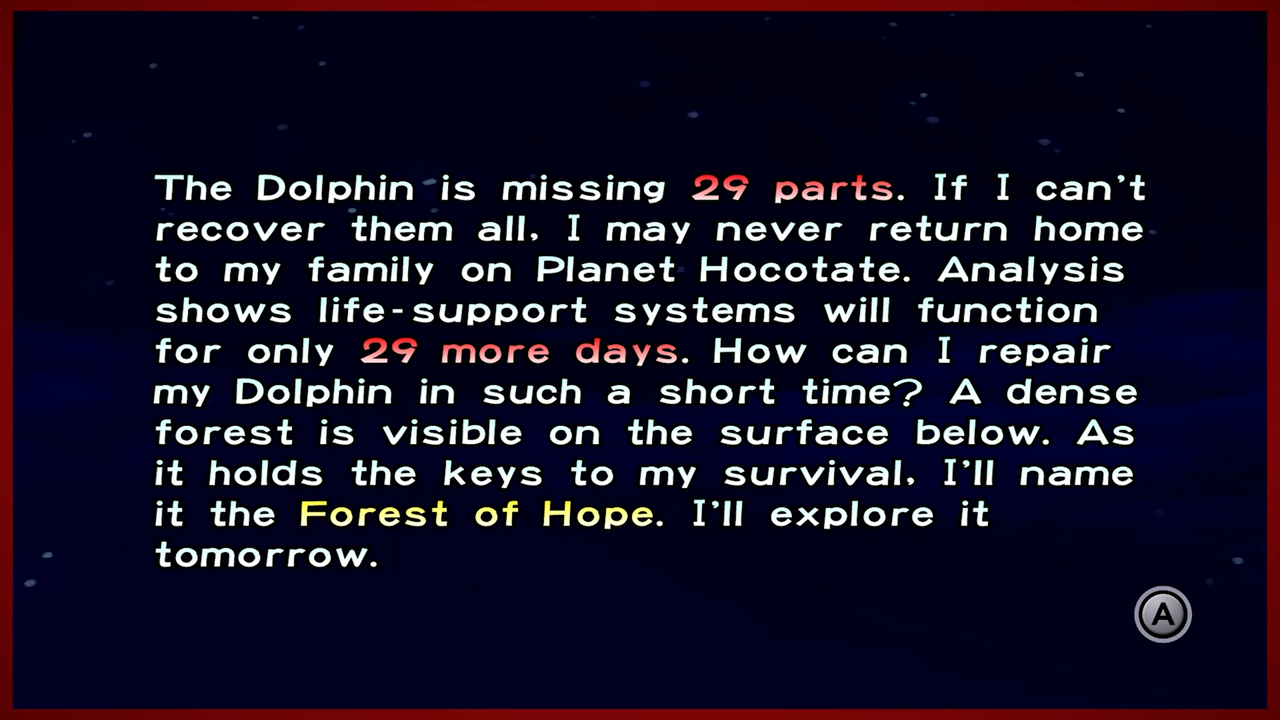 The Dolphin is missing 29 parts. If I can't
recover them all, I may never return home
to my family on Planet Hocotate. Analysis
shows life-support systems will function
for only 29 more days. How can I repair
my Dolphin in such a short time? A dense
forest is visible on the surface below. As
it holds the keys to my survival, I'll name
it the Forest of Hope. I'll explore it
tomorrow.
A